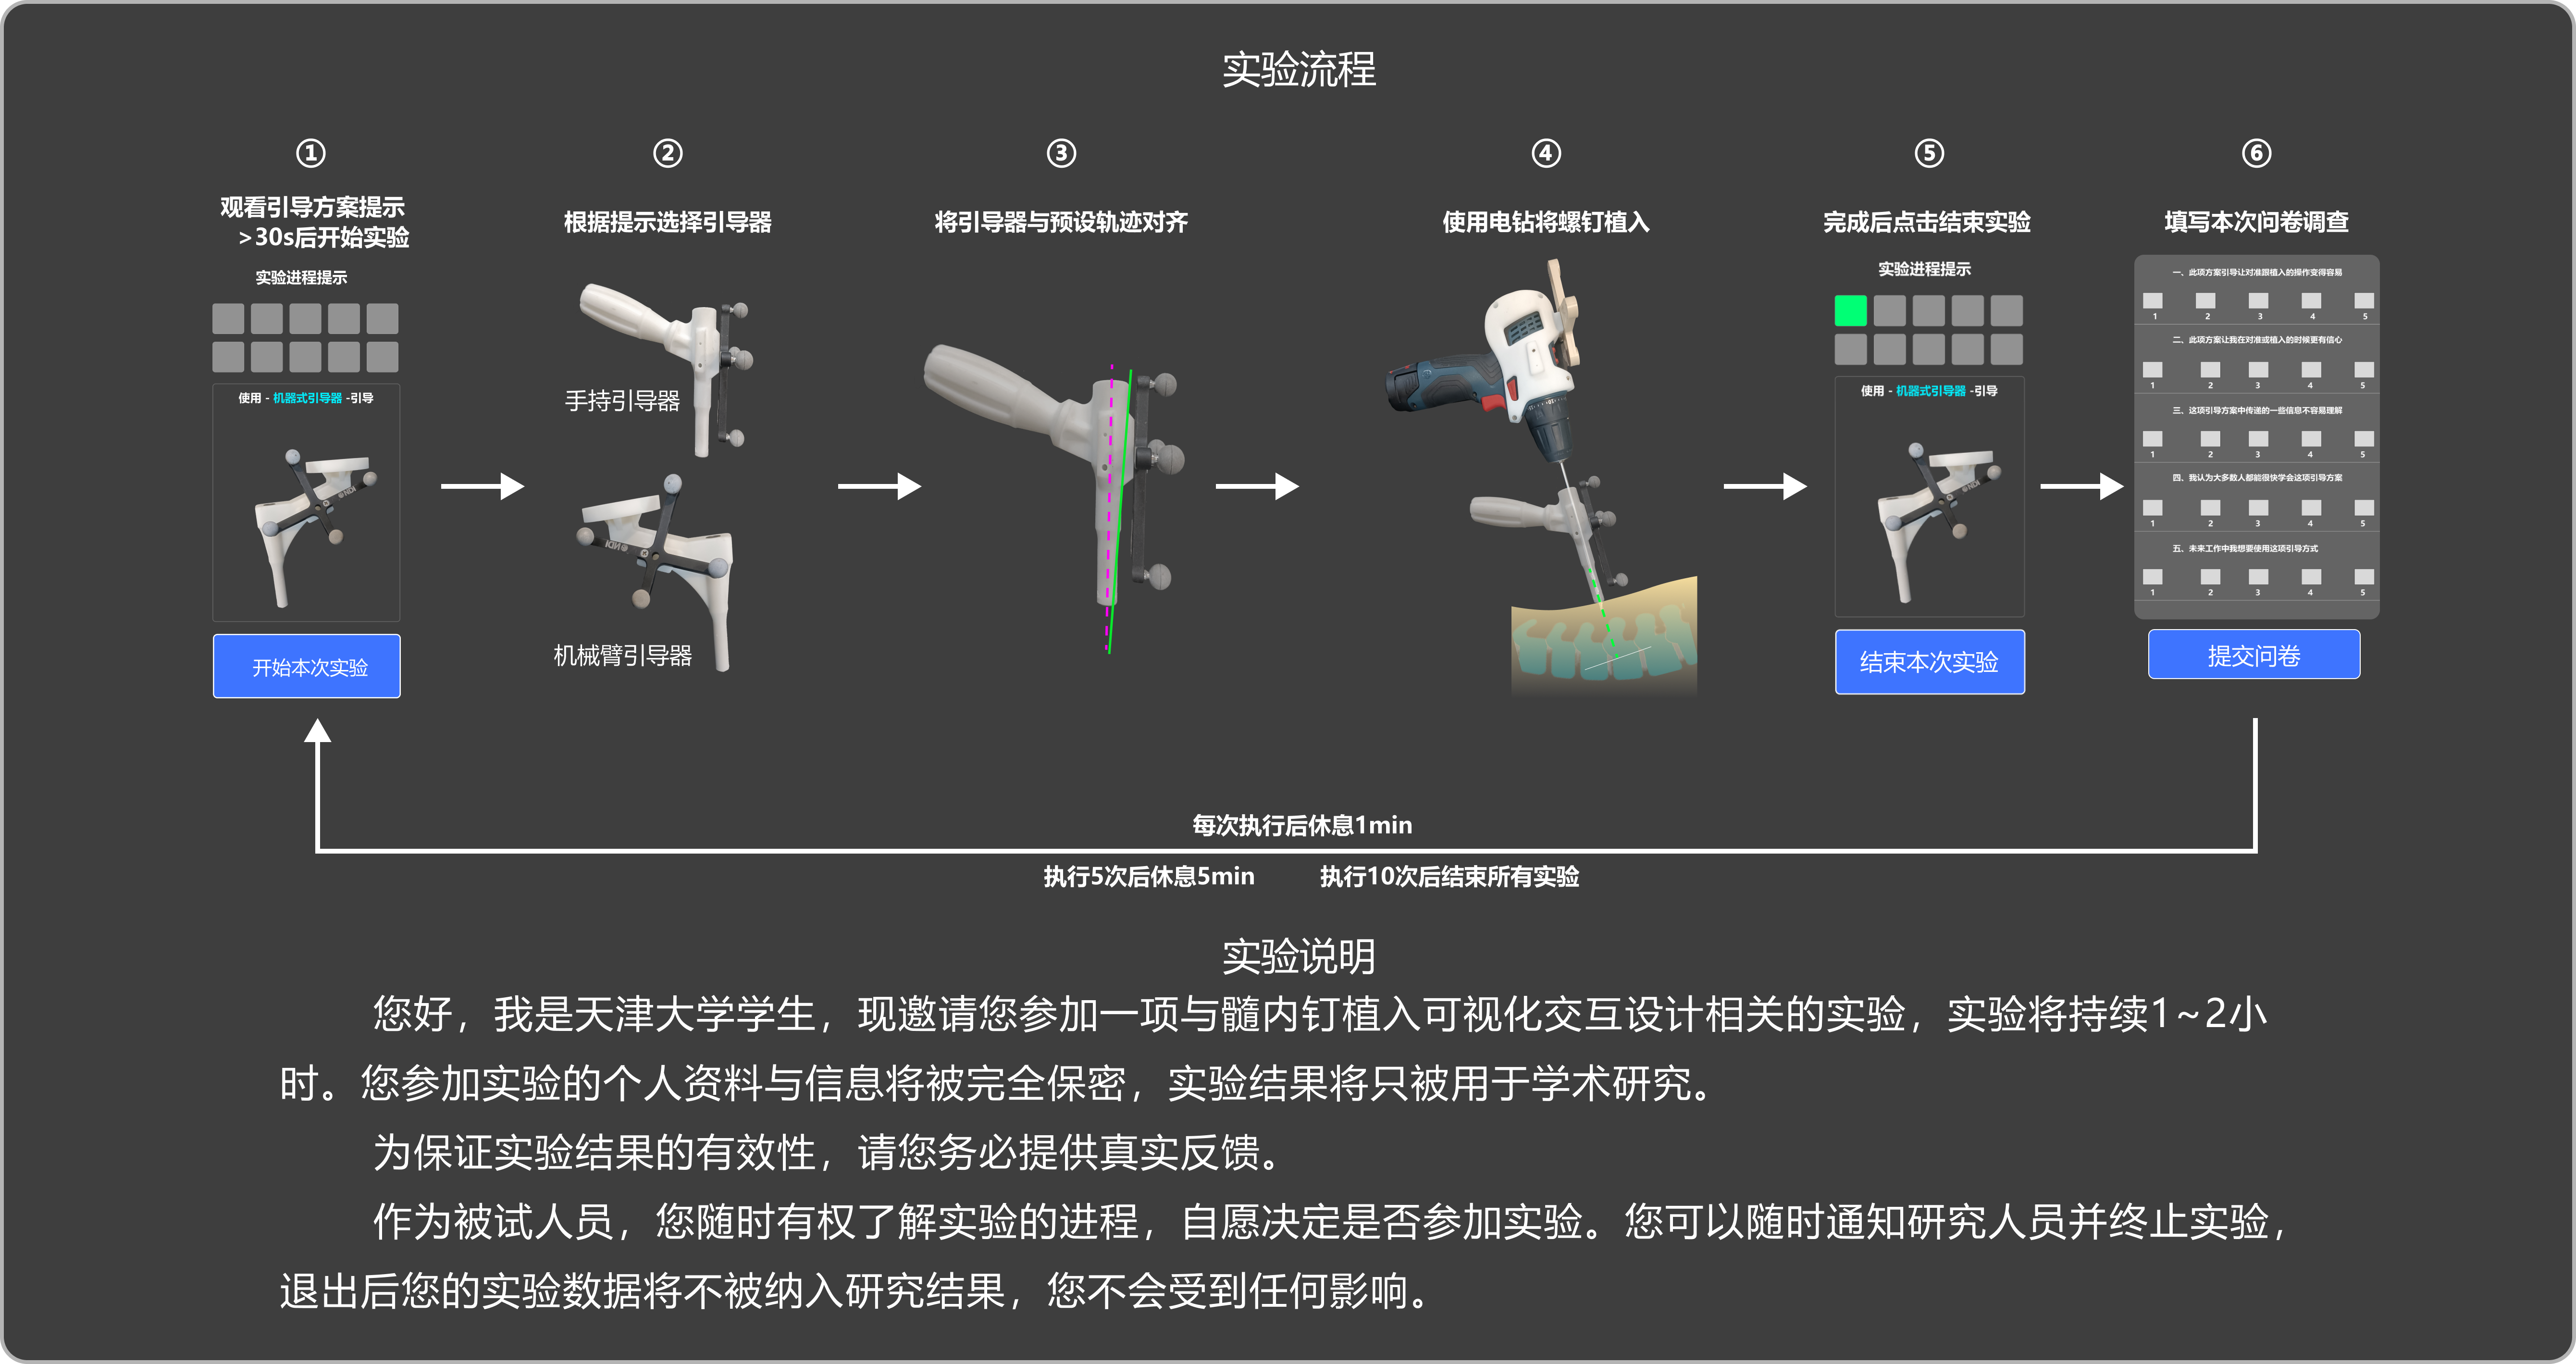 实验流程
①
观看引导方案提示
>30s后开始实验
实验进程提示
使用 - 机器式引导器 -引导
NDI
开始本次实验
②
根据提示选择引导器
手持引导器
NDI
机械臂引导器
③
将引导器与预设轨迹对齐
④
使用电钻将螺钉植入
⑤
完成后点击结束实验
实验进程提示
使用 - 机器式引导器 -引导
NDI
结束本次实验
⑥
填写本次问卷调查
一、此项方案引导让对准跟植入的操作变得容易
1 2 3 4 5
二、此项方案让我在对准或植入的时候更有信心
1 2 3 4 5
三、这项引导方案中传递的一些信息不容易理解
1 2 3 4 5
四、我认为大多数人都能很快学会这项引导方案
1 2 3 4 5
五、未来工作中我想要使用这项引导方式
1 2 3 4 5
提交问卷
每次执行后休息1min
执行5次后休息5min 执行10次后结束所有实验
实验说明
您好，我是天津大学学生，现邀请您参加一项与髓内钉植入可视化交互设计相关的实验，实验将持续1~2小
时。您参加实验的个人资料与信息将被完全保密，实验结果将只被用于学术研究。
为保证实验结果的有效性，请您务必提供真实反馈。
作为被试人员，您随时有权了解实验的进程，自愿决定是否参加实验。您可以随时通知研究人员并终止实验，
退出后您的实验数据将不被纳入研究结果，您不会受到任何影响。